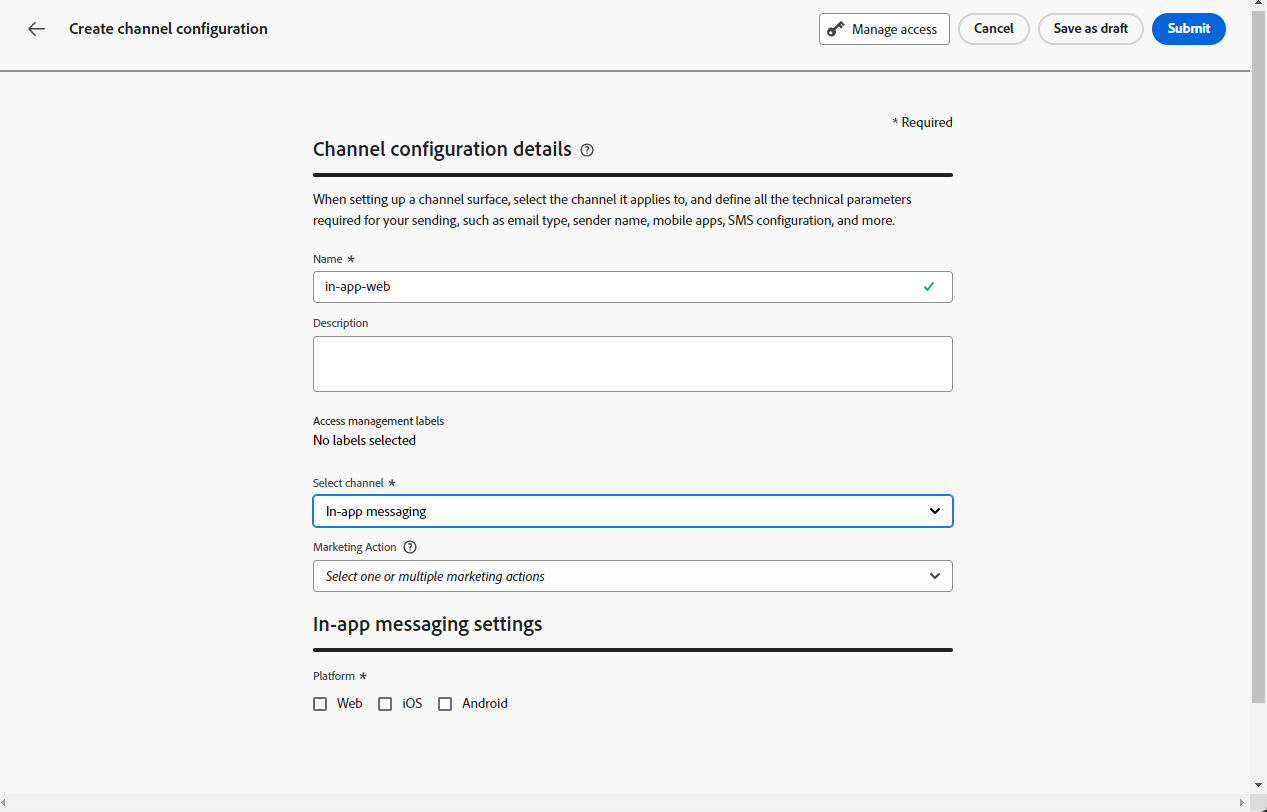 Create channel configuration
Manage access
Cancel
Save as draft
Submit
* Required
Channel configuration details
When setting up a channel surface, select the channel it applies to, and define all the technical parameters
required for your sending, such as email type, sender name, mobile apps, SMS configuration, and more.
Name *
in-app-web
Description
Access management labels
No labels selected
Select channel *
In-app messaging
Marketing Action
Select one or multiple marketing actions
In-app messaging settings
Platform *
Web iOS Android